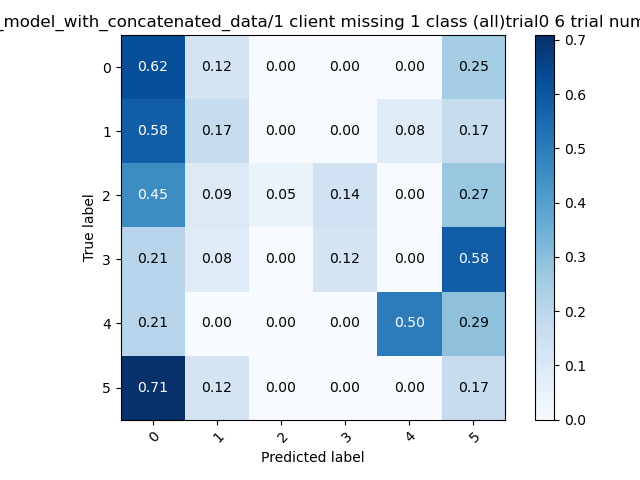 _model_with_concatenated_data/1 client missing 1 class (all)trial0 6 trial num
0 0.62 0.12 0.00 0.00 0.00 0.25
1 0.58 0.17 0.00 0.00 0.08 0.17
2 0.45 0.09 0.05 0.14 0.00 0.27
3 0.21 0.08 0.00 0.12 0.00 0.58
4 0.21 0.00 0.00 0.00 0.50 0.29
5 0.71 0.12 0.00 0.00 0.00 0.17
0 1 2 3 4 5
True label
Predicted label
0.7
0.6
0.5
0.4
0.3
0.2
0.1
0.0